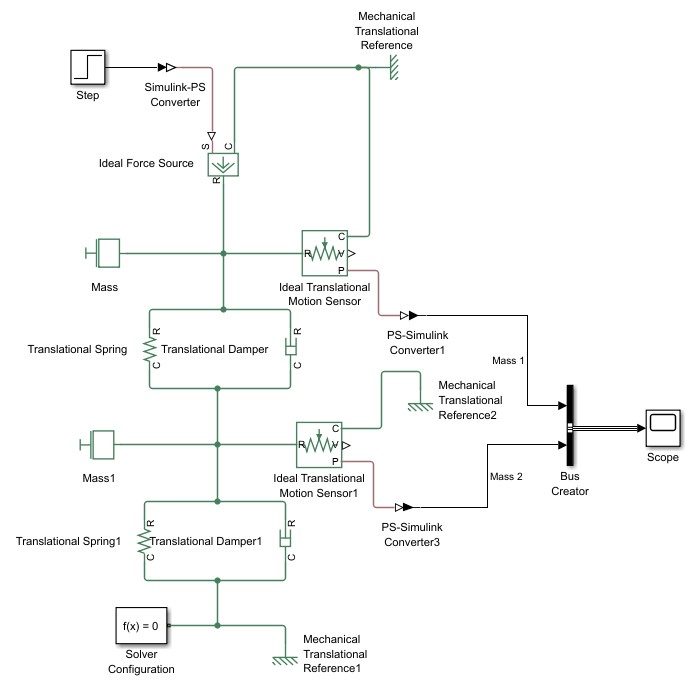 Mechanical
Translational
Reference
Step
Simulink-PS
Converter
S
C
Ideal Force Source
R
C
R
V
P
Mass
Ideal Translational
Motion Sensor
PS-Simulink
Converter1
R
R
Translational Spring
Translational Damper
C
C
Mass 1
Mechanical
Translational
Reference2
C
R
V
P
Mass1
Ideal Translational
Motion Sensor1
Scope
Bus
Creator
Mass 2
PS-Simulink
Converter3
R
R
Translational Spring1
Translational Damper1
C
C
f(x) = 0
Solver
Configuration
Mechanical
Translational
Reference1